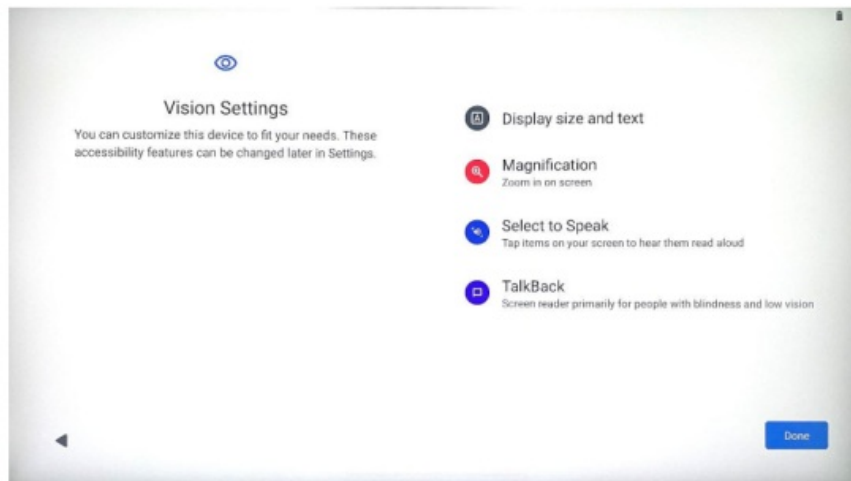 Vision Settings
You can customize this device to fit your needs. These
accessibility features can be changed later in Settings.
Display size and text
Magnification
Zoom in on screen
Select to Speak
Tap items on your screen to hear them read aloud
TalkBack
Screen reader primarily for people with blindness and low vision
Done